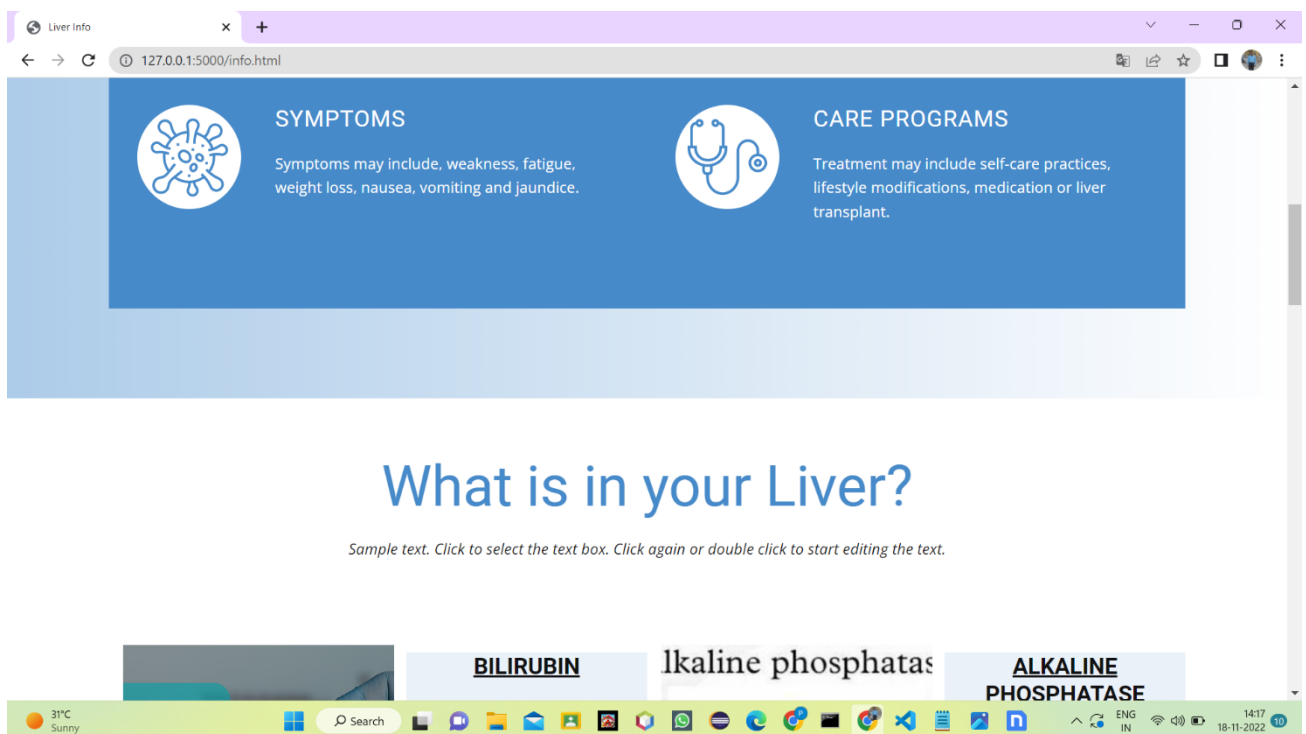 Liver Info
127.0.0.1:5000/info.html
SYMPTOMS
Symptoms may include, weakness, fatigue,
weight loss, nausea, vomiting and jaundice.
CARE PROGRAMS
Treatment may include self-care practices,
lifestyle modifications, medication or liver
transplant.
What is in your Liver?
Sample text. Click to select the text box. Click again or double click to start editing the text.
BILIRUBIN
lkaline phosphatas
ALKALINE
PHOSPHATASE
31°C
Sunny
Search
ENG
IN
14:17
18-11-2022
10